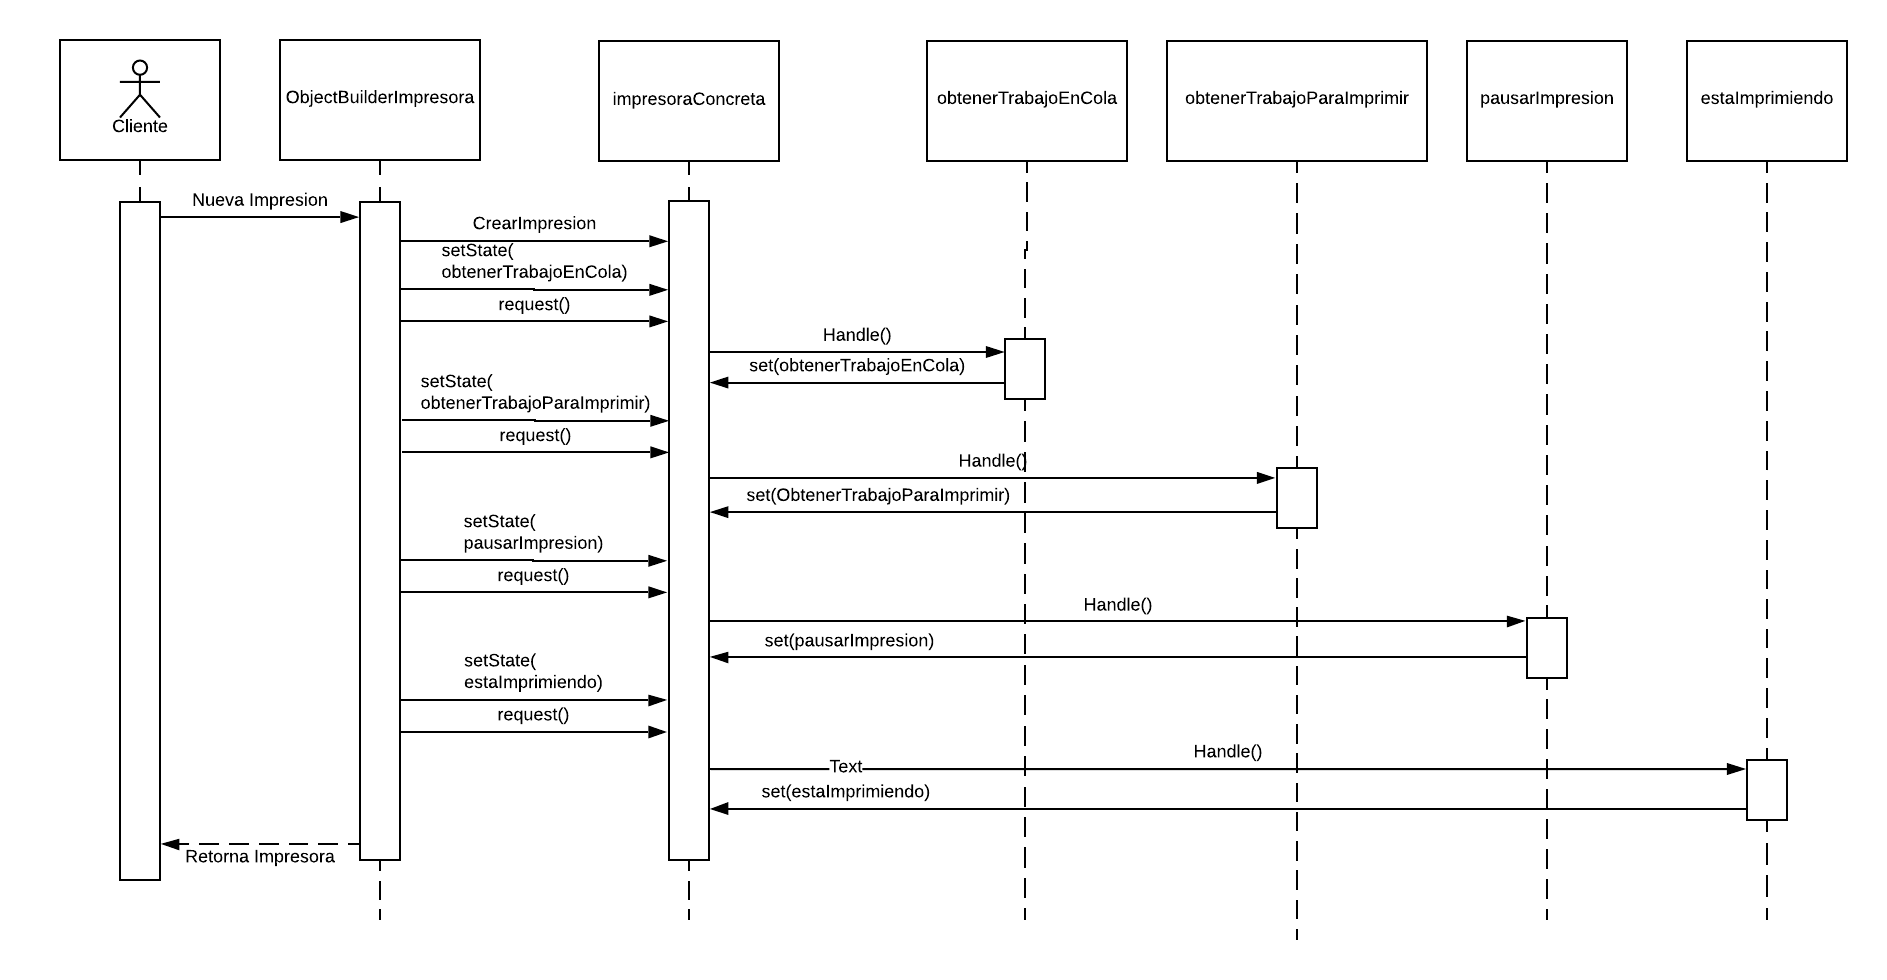 Cliente
ObjectBuilderImpresora
impresoraConcreta
obtenerTrabajoEnCola
obtenerTrabajoParaImprimir
pausarImpresion
estaImprimiendo
Nueva Impresion
CrearImpresion
setState(
obtenerTrabajoEnCola)
request()
Handle()
set(obtenerTrabajoEnCola)
setState(
obtenerTrabajoParaImprimir)
request()
Handle()
set(ObtenerTrabajoParaImprimir)
setState(
pausarImpresion)
request()
Handle()
set(pausarImpresion)
setState(
estaImprimiendo)
request()
Handle()
Text
set(estaImprimiendo)
Retorna Impresora